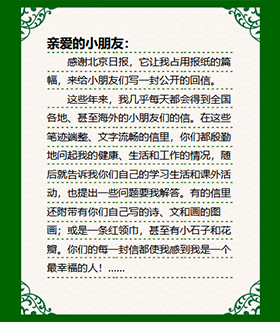 亲爱的小朋友：
感谢北京日报，它让我占用报纸的篇
幅，来给小朋友们写一封公开的回信。
这些年来，我几乎每天都会得到全国
各地、甚至海外的小朋友们的信。在这些
笔迹端整、文字流畅的信里，你们都殷勤
地问起我的健康、生活和工作的情况，随
后就告诉我你们自己的学习生活和课外活
动，也提出一些问题要我解答。有的信里
还附带有你们自己写的诗、文和画的图
画；或是一条红领巾，甚至有小石子和花
瓣。你们的每一封信都使我感到我是一个
最幸福的人！……